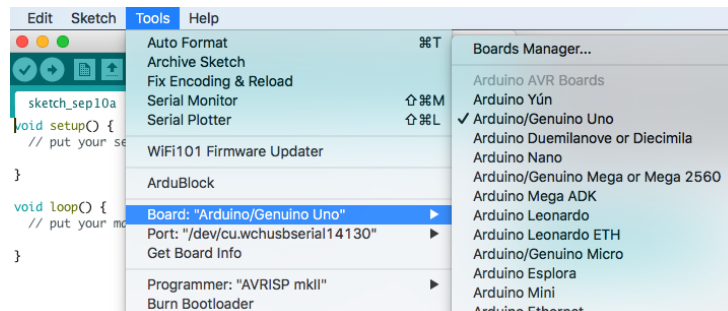 Edit Sketch Tools Help
sketch_sep10a
void setup() {
// put your se
}
void loop() {
// put your mo
}
Auto Format ⌘T
Archive Sketch
Fix Encoding & Reload
Serial Monitor ⇧⌘M
Serial Plotter ⇧⌘L
WiFi101 Firmware Updater
ArduBlock
Board: "Arduino/Genuino Uno" ▶
Port: "/dev/cu.wchusbserial14130" ▶
Get Board Info
Programmer: "AVRISP mkII" ▶
Burn Bootloader
Boards Manager...
Arduino AVR Boards
Arduino Yún
✓ Arduino/Genuino Uno
Arduino Duemilanove or Diecimila
Arduino Nano
Arduino/Genuino Mega or Mega 2560
Arduino Mega ADK
Arduino Leonardo
Arduino Leonardo ETH
Arduino/Genuino Micro
Arduino Esplora
Arduino Mini
Arduino Ethernet